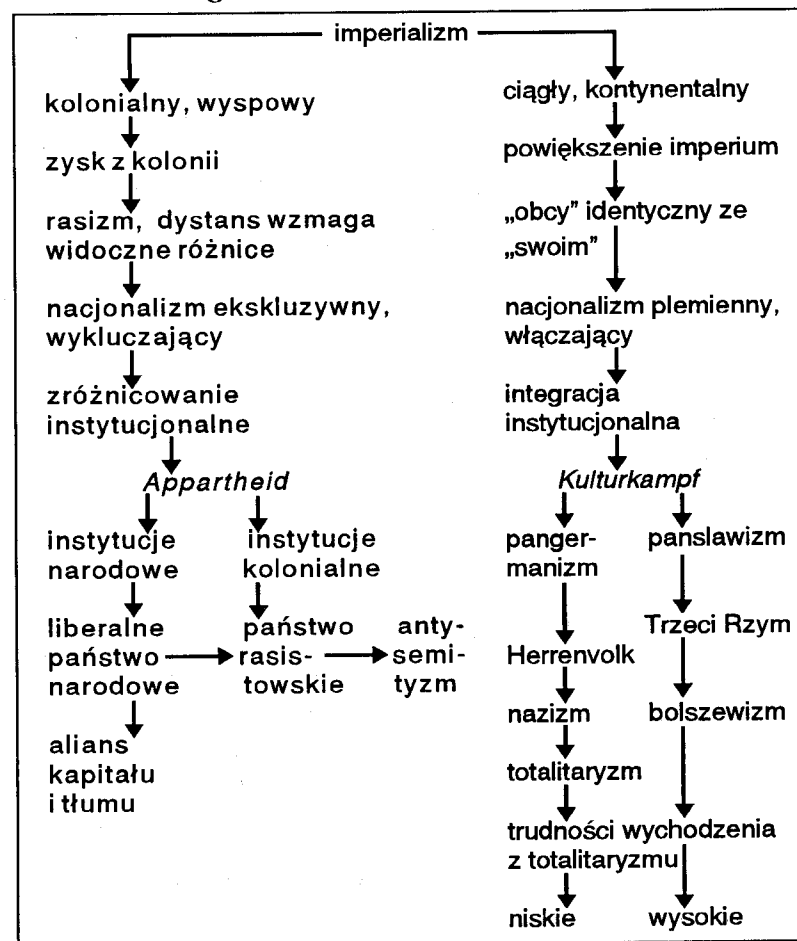 imperializm
kolonialny, wyspowy
zysk z kolonii
rasizm, dystans wzmaga
widoczne różnice
nacjonalizm ekskluzywny,
wykluczający
zróżnicowanie
instytucjonalne
Appartheid
instytucje
narodowe
instytucje
kolonialne
liberalne
państwo
narodowe
państwo
rasis-
towskie
anty-
semi-
tyzm
alians
kapitału
i tłumu
ciągły, kontynentalny
powiększenie imperium
„obcy” identyczny ze
„swoim”
nacjonalizm plemienny,
włączający
integracja
instytucjonalna
Kulturkampf
panger-
manizm
Herrenvolk
nazizm
totalitaryzm
panslawizm
Trzeci Rzym
bolszewizm
trudności wychodzenia
z totalitaryzmu
niskie
wysokie